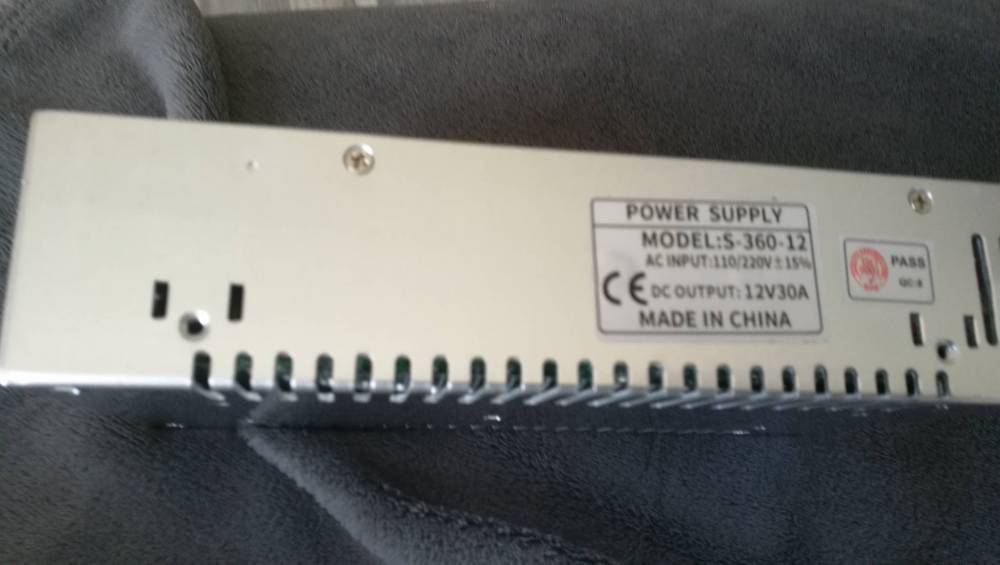 POWER SUPPLY
MODEL:S-360-12
AC INPUT:110/220V±15%
CE DC OUTPUT: 12V30A
MADE IN CHINA
PASS